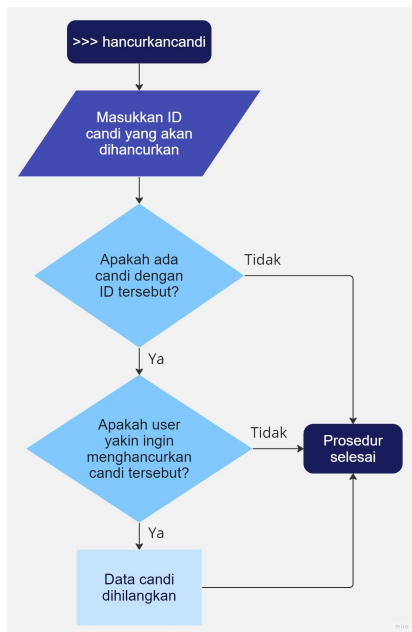 >>> hancurkancandi
Masukkan ID
candi yang akan
dihancurkan
Apakah ada
candi dengan
ID tersebut?
Tidak
Ya
Apakah user
yakin ingin
menghancurkan
candi tersebut?
Tidak
Prosedur
selesai
Ya
Data candi
dihilangkan
miro